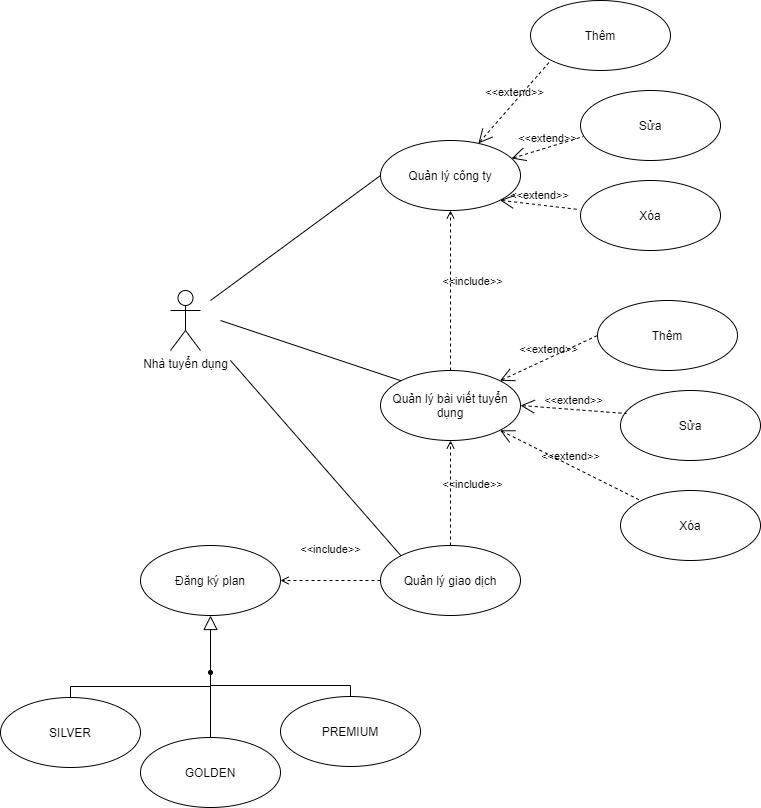 Thêm
<<extend>>
Sửa
<<extend>>
Quản lý công ty
<<extend>>
Xóa
<<include>>
Nhà tuyển dụng
Thêm
<<extend>>
Quản lý bài viết tuyển
dụng
<<extend>>
Sửa
<<extend>>
<<include>>
Xóa
<<include>>
Đăng ký plan
Quản lý giao dịch
SILVER
GOLDEN
PREMIUM